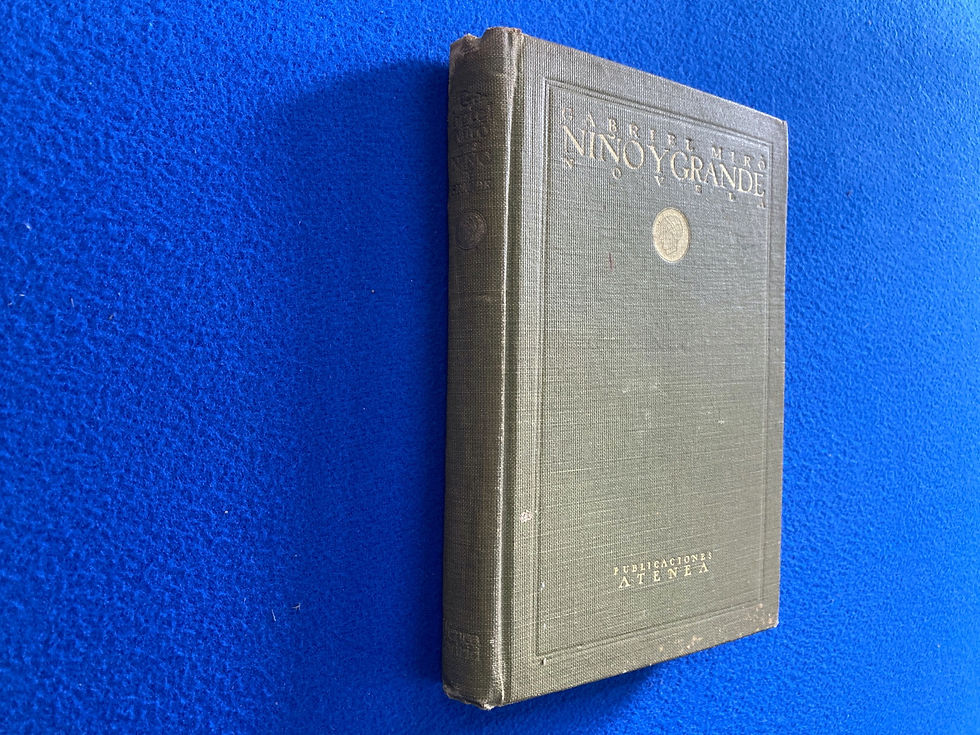 GABRIEL MIRÓ
NIÑO Y GRANDE
NOVELA
PUBLICACIONES
ATENEA